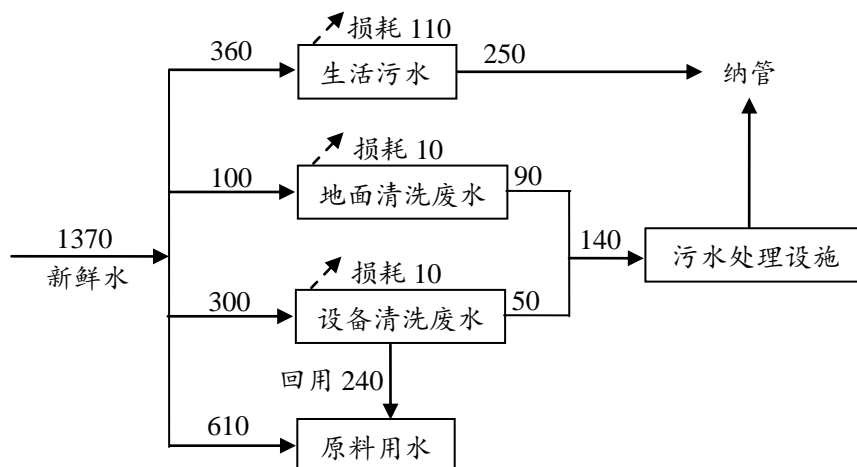 损耗 110
360
生活污水
250
纳管
损耗 10
100
地面清洗废水
90
1370
新鲜水
140
污水处理设施
损耗 10
300
设备清洗废水
50
回用 240
610
原料用水